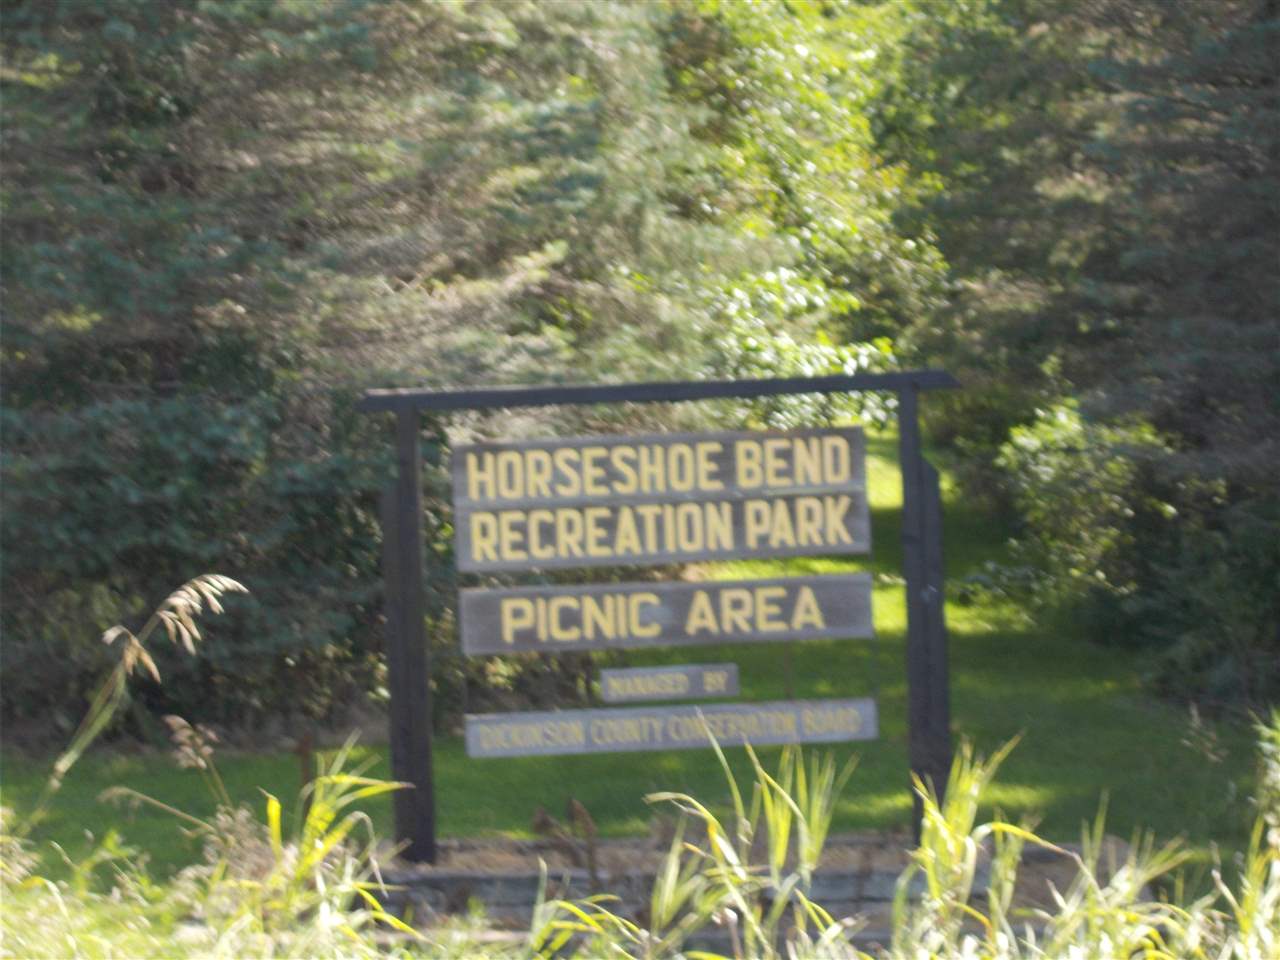 HORSESHOE BEND
RECREATION PARK
PICNIC AREA
MANAGED BY
DICKINSON COUNTY CONSERVATION BOARD